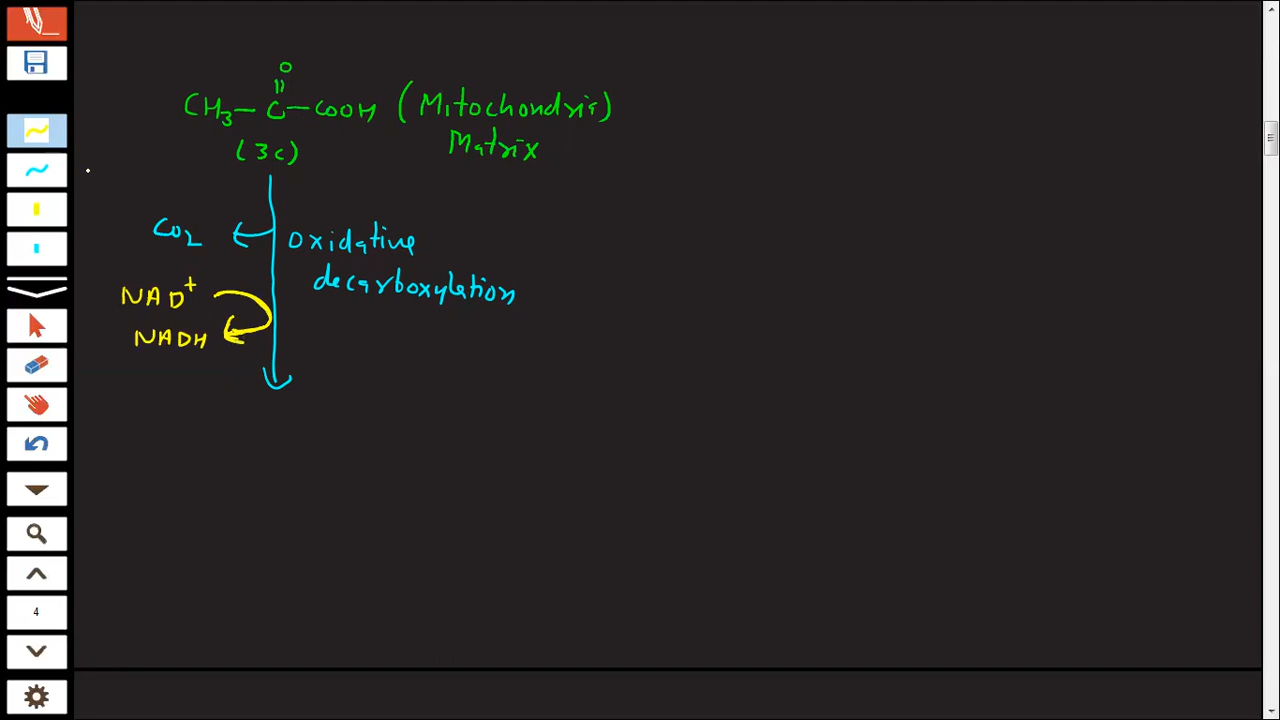 O
CH3 – C – COOH (Mitochondria)
(3C) Matrix
CO2 Oxidative
decarboxylation
NAD+
NADH
4